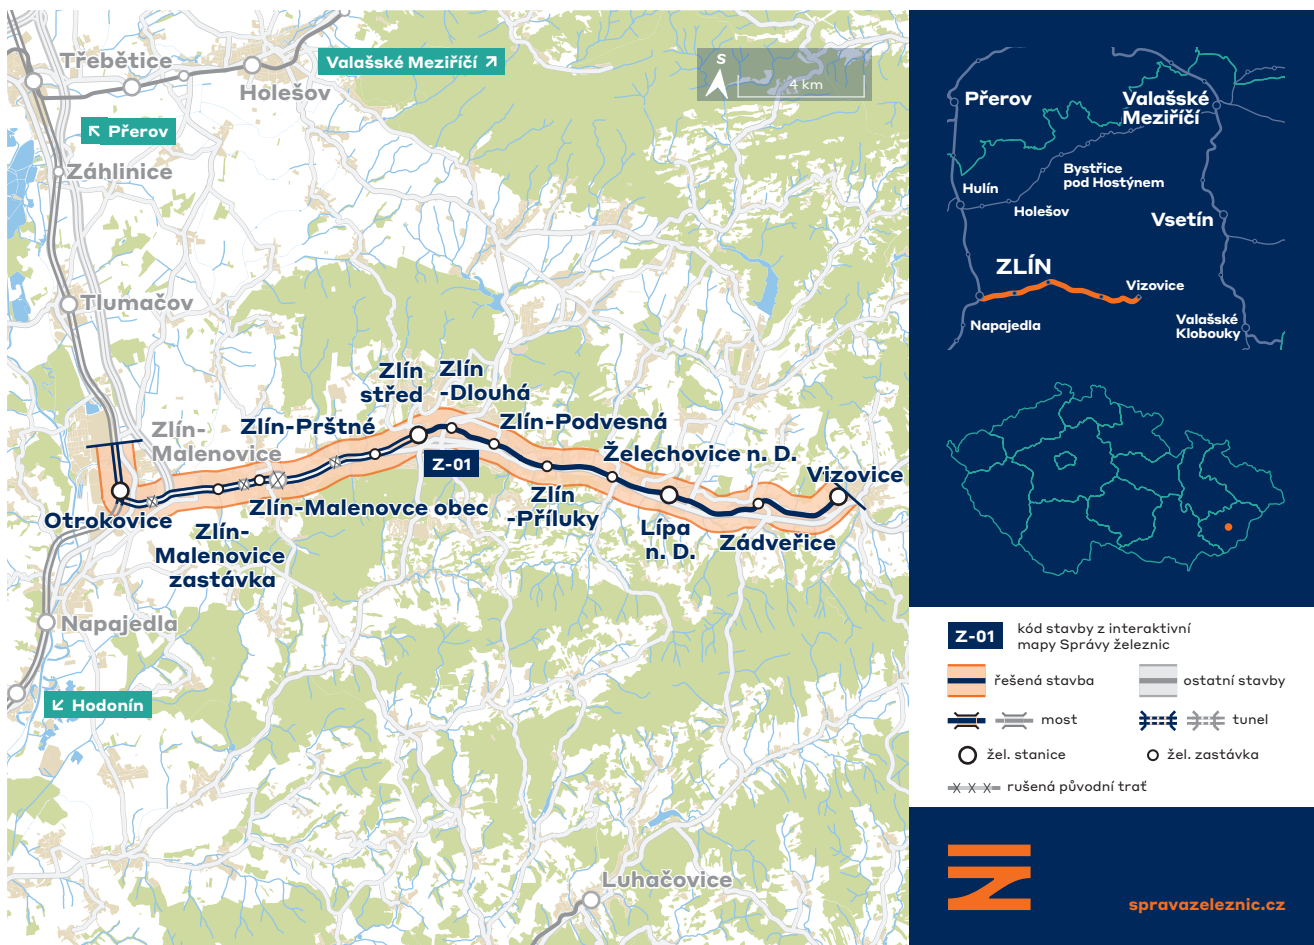 Třebětice
Valašské Meziříčí ↗
Holešov
S
4 km
↖ Přerov
Záhlinice
Tlumačov
Zlín
střed
Zlín
-Dlouhá
Zlín-
Malenovice
Zlín-Prštné
Zlín-Podvesná
Z-01
Želechovice n. D.
Vizovice
Otrokovice
Zlín-Malenovce obec
Zlín
-Příluky
Zlín-
Malenovice
zastávka
Lípa
n. D.
Zádveřice
Napajedla
↙ Hodonín
Luhačovice
Přerov
Valašské
Meziříčí
Bystřice
pod Hostýnem
Hulín
Holešov
Vsetín
ZLÍN
Vizovice
Napajedla
Valašské
Klobouky
Z-01
kód stavby z interaktivní
mapy Správy železnic
řešená stavba
ostatní stavby
most
tunel
žel. stanice
žel. zastávka
rušená původní trať
spravazeleznic.cz